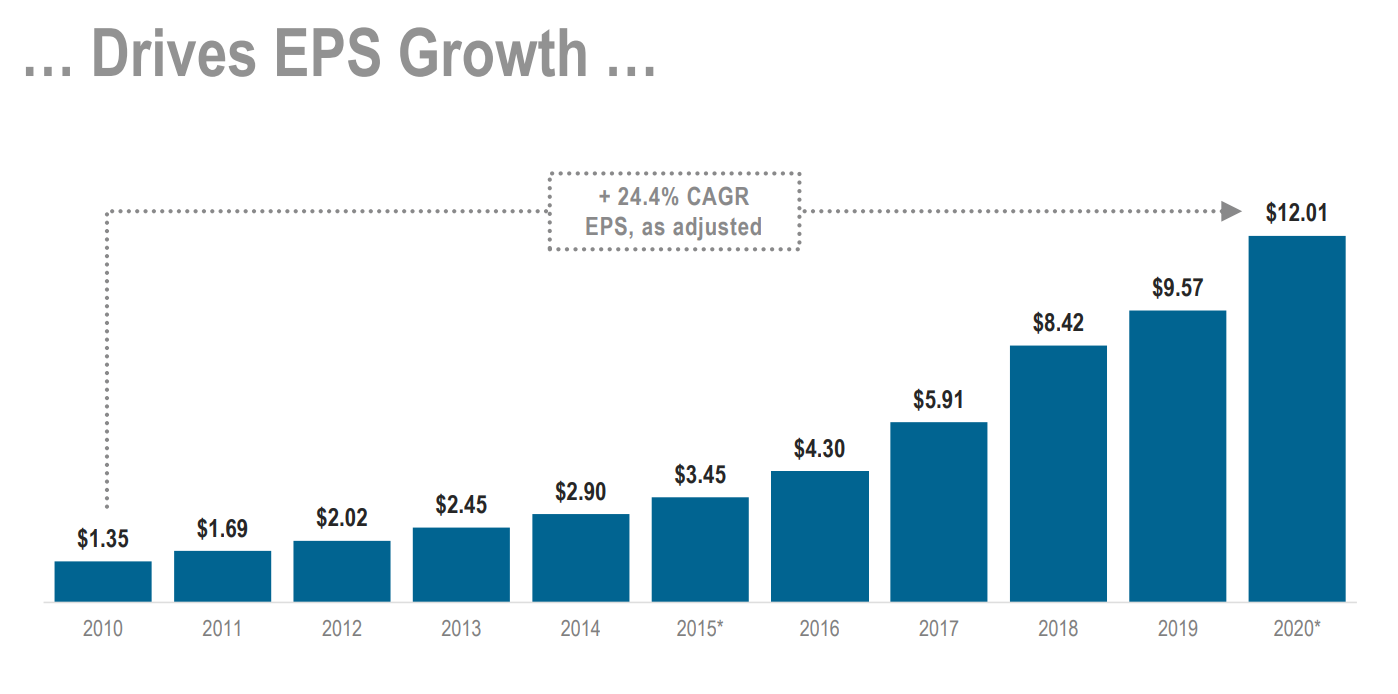 ... Drives EPS Growth ...
+ 24.4% CAGR
EPS, as adjusted
$12.01
$9.57
$8.42
$5.91
$4.30
$3.45
$2.90
$2.45
$2.02
$1.69
$1.35
2010 2011 2012 2013 2014 2015* 2016 2017 2018 2019 2020*